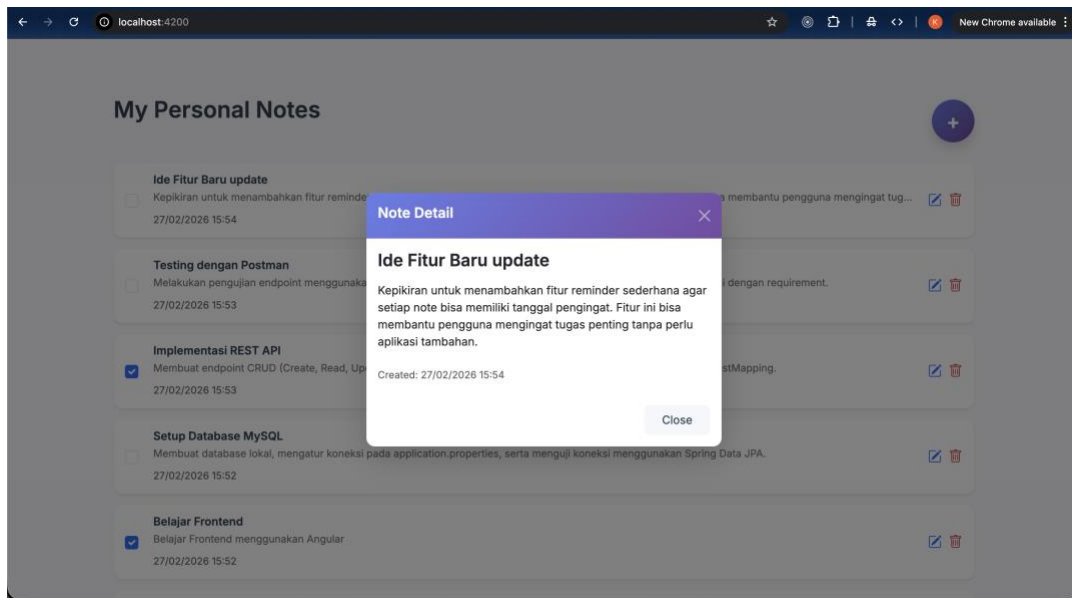 localhost:4200
New Chrome available
My Personal Notes
+
Ide Fitur Baru update
Kepikiran untuk menambahkan fitur reminde
membantu pengguna mengingat tug...
27/02/2026 15:54
Testing dengan Postman
Melakukan pengujian endpoint menggunaka
dengan requirement.
27/02/2026 15:53
Implementasi REST API
Membuat endpoint CRUD (Create, Read, Up
stMapping.
27/02/2026 15:53
Setup Database MySQL
Membuat database lokal, mengatur koneksi pada application.properties, serta menguji koneksi menggunakan Spring Data JPA.
27/02/2026 15:52
Belajar Frontend
Belajar Frontend menggunakan Angular
27/02/2026 15:52
Note Detail
Ide Fitur Baru update
Kepikiran untuk menambahkan fitur reminder sederhana agar
setiap note bisa memiliki tanggal pengingat. Fitur ini bisa
membantu pengguna mengingat tugas penting tanpa perlu
aplikasi tambahan.
Created: 27/02/2026 15:54
Close